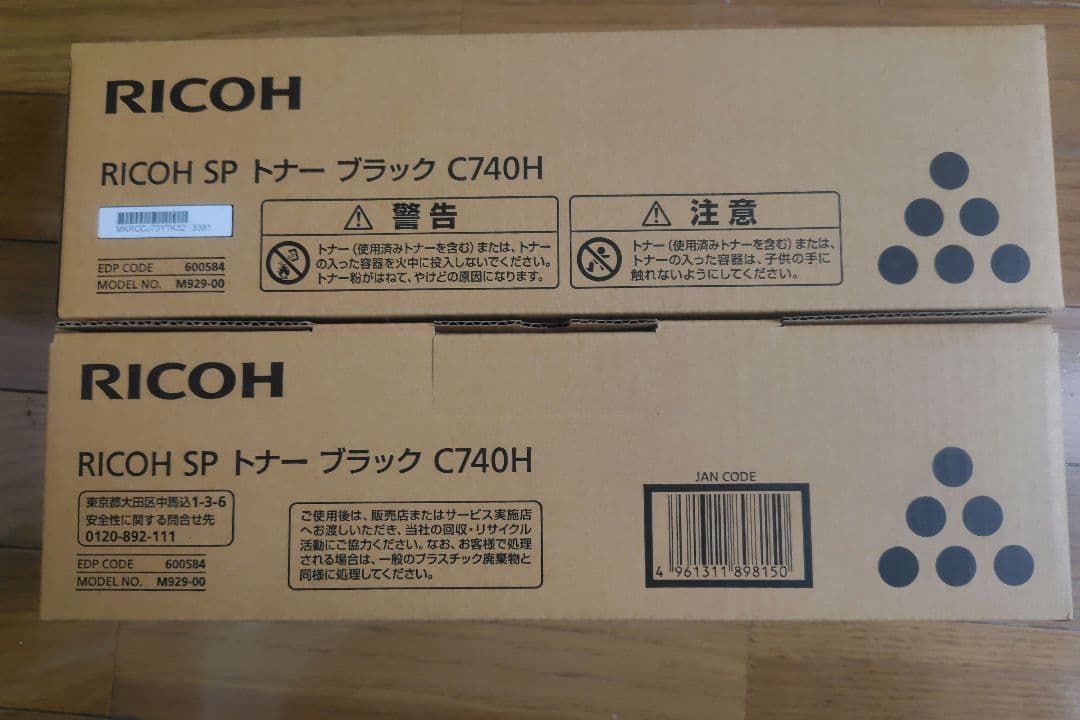 RICOH
RICOH SP トナー ブラック C740H
MKRCCJ73YTK32 3381
EDP CODE 600584
MODEL NO. M929-00
警告
トナー（使用済みトナーを含む）または、トナー
の入った容器を火中に投入しないでください。
トナー粉がはねて、やけどの原因になります。
注意
トナー（使用済みトナーを含む）または、
トナーの入った容器は、子供の手に
触れないようにしてください。
RICOH
RICOH SP トナー ブラック C740H
東京都大田区中馬込1-3-6
安全性に関する問合せ先
0120-892-111
EDP CODE 600584
MODEL NO. M929-00
ご使用後は、販売店またはサービス実施店
へお渡しいただき、当社の回収・リサイクル
活動にご協力ください。なお、お客様で処理
される場合は、一般のプラスチック廃棄物と
同様に処理してください。
JAN CODE
4 961311 898150